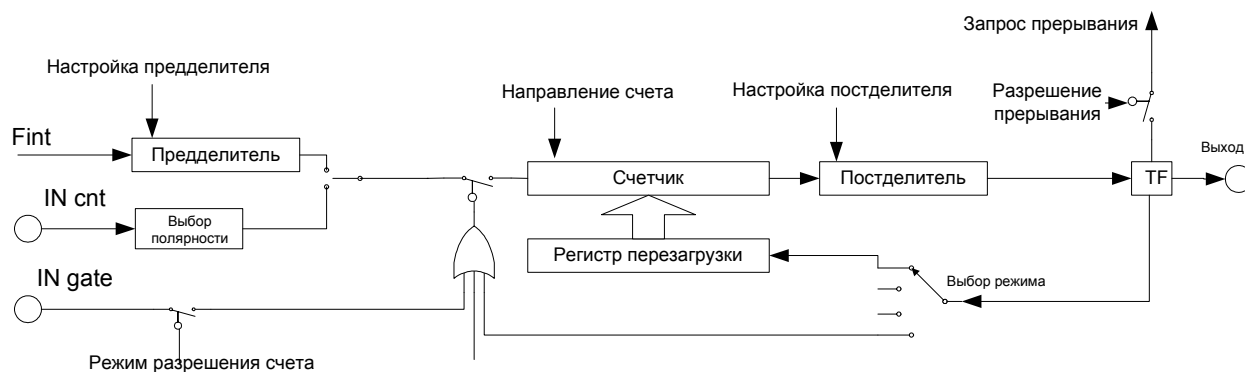 Запрос прерывания
Настройка предделителя
Направление счета
Настройка постделителя
Разрешение
прерывания
Fint
Предделитель
Счетчик
Постделитель
TF
Выход
IN cnt
Выбор
полярности
Регистр перезагрузки
IN gate
Выбор режима
Режим разрешения счета